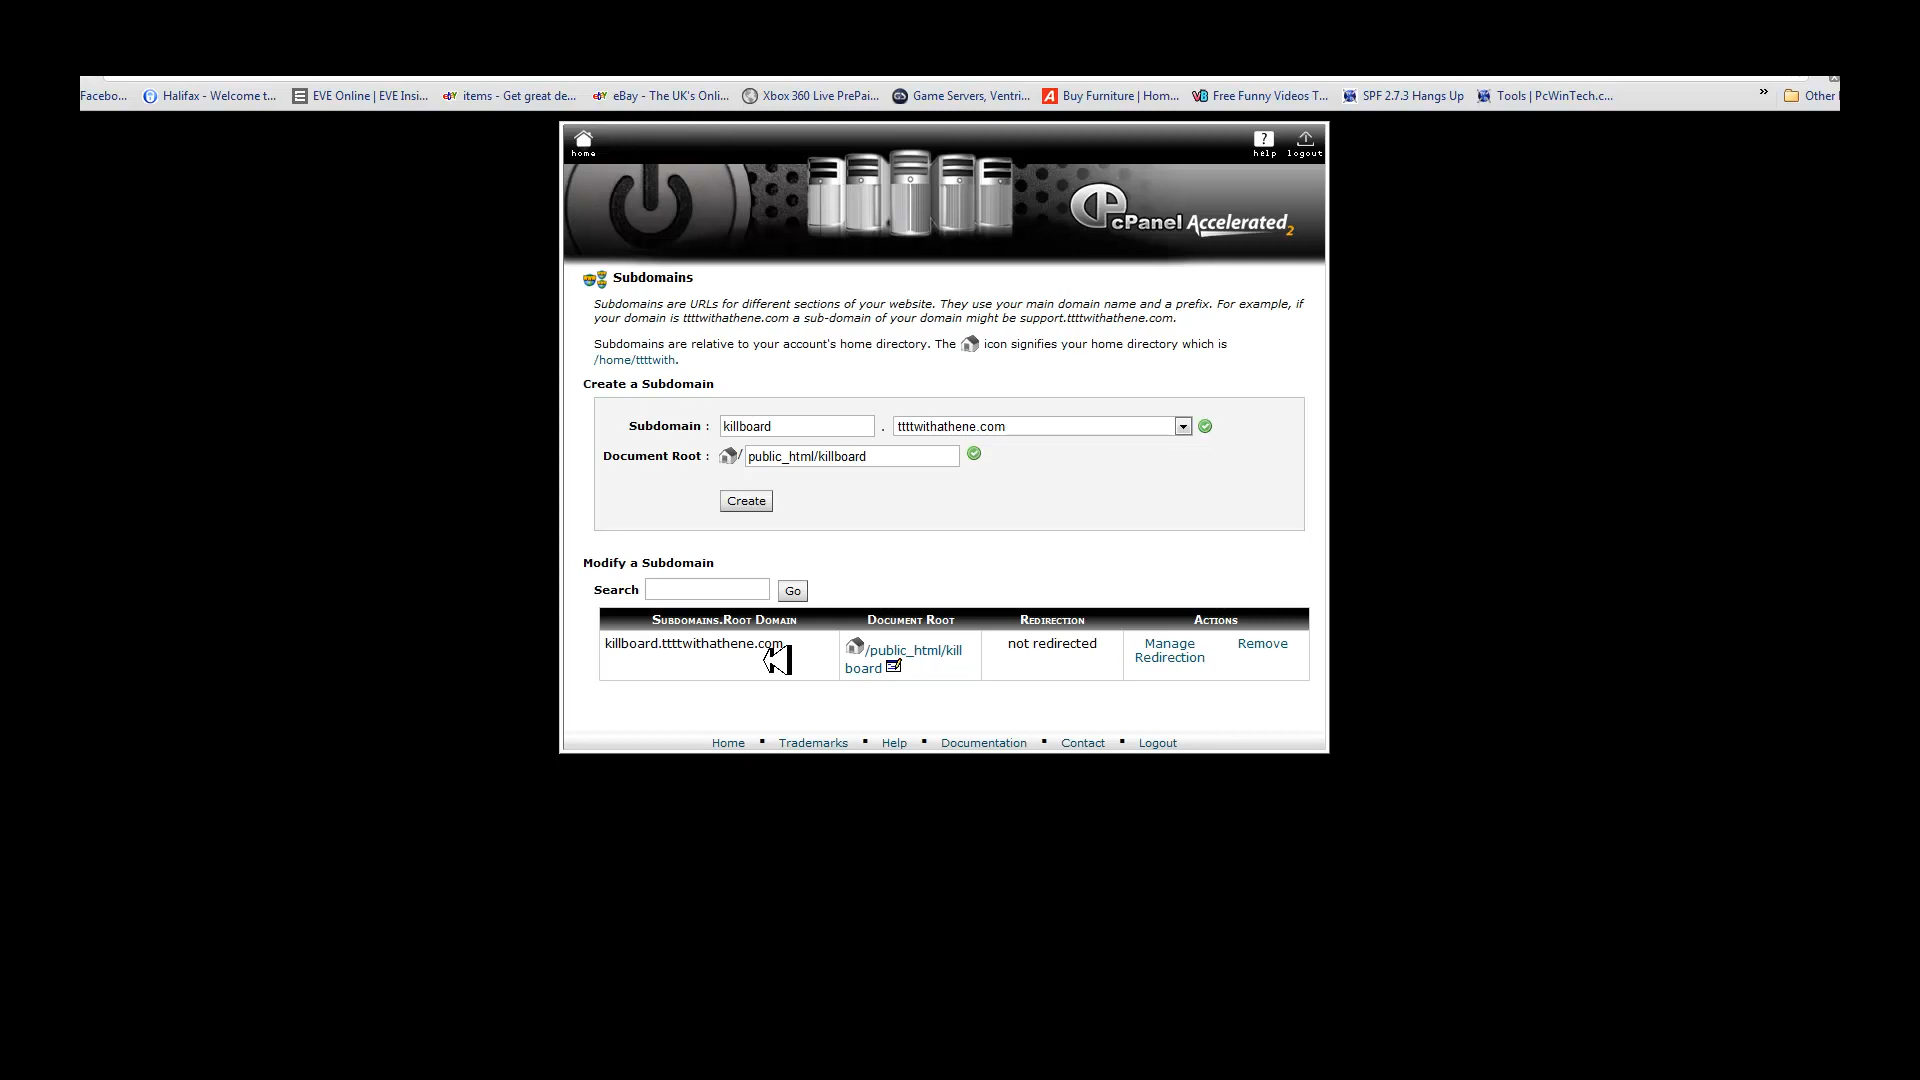 Facebo... Halifax - Welcome t... EVE Online | EVE Insi... items - Get great de... eBay - The UK's Onli... Xbox 360 Live PrePai... Game Servers, Ventri... Buy Furniture | Hom... Free Funny Videos T... SPF 2.7.3 Hangs Up Tools | PcWinTech.c... » Other
home help logout
cPanel Accelerated2
Subdomains
Subdomains are URLs for different sections of your website. They use your main domain name and a prefix. For example, if
your domain is ttttwithathene.com a sub-domain of your domain might be support.ttttwithathene.com.
Subdomains are relative to your account's home directory. The icon signifies your home directory which is
/home/ttttwith.
Create a Subdomain
Subdomain : killboard . ttttwithathene.com
Document Root : / public_html/killboard
Create
Modify a Subdomain
Search Go
Subdomains.Root Domain Document Root Redirection Actions
killboard.ttttwithathene.com /public_html/kill not redirected Manage Remove
board Redirection
Home ▪ Trademarks ▪ Help ▪ Documentation ▪ Contact ▪ Logout